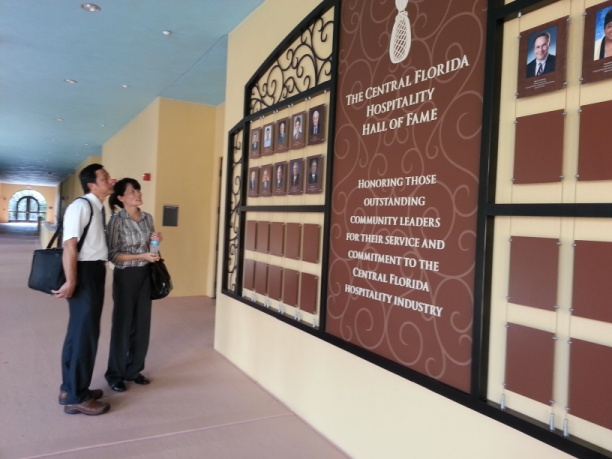 The Central Florida
Hospitality
Hall of Fame
Honoring those
outstanding
community leaders
for their service and
commitment to the
Central Florida
hospitality industry